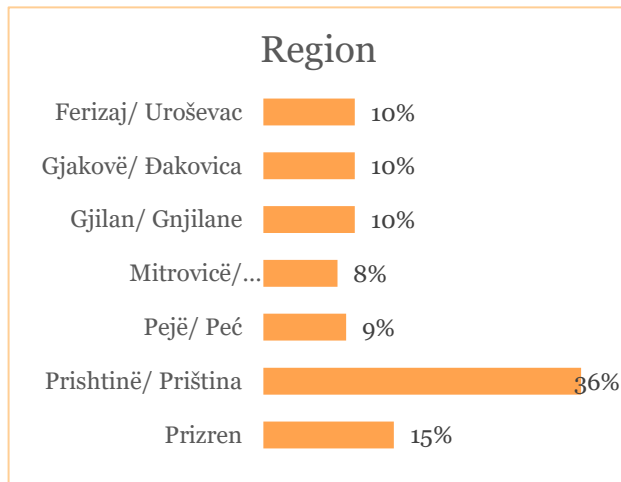 Region
Ferizaj/ Uroševac 10%
Gjakovë/ Đakovica 10%
Gjilan/ Gnjilane 10%
Mitrovicë/... 8%
Pejë/ Peć 9%
Prishtinë/ Priština 36%
Prizren 15%